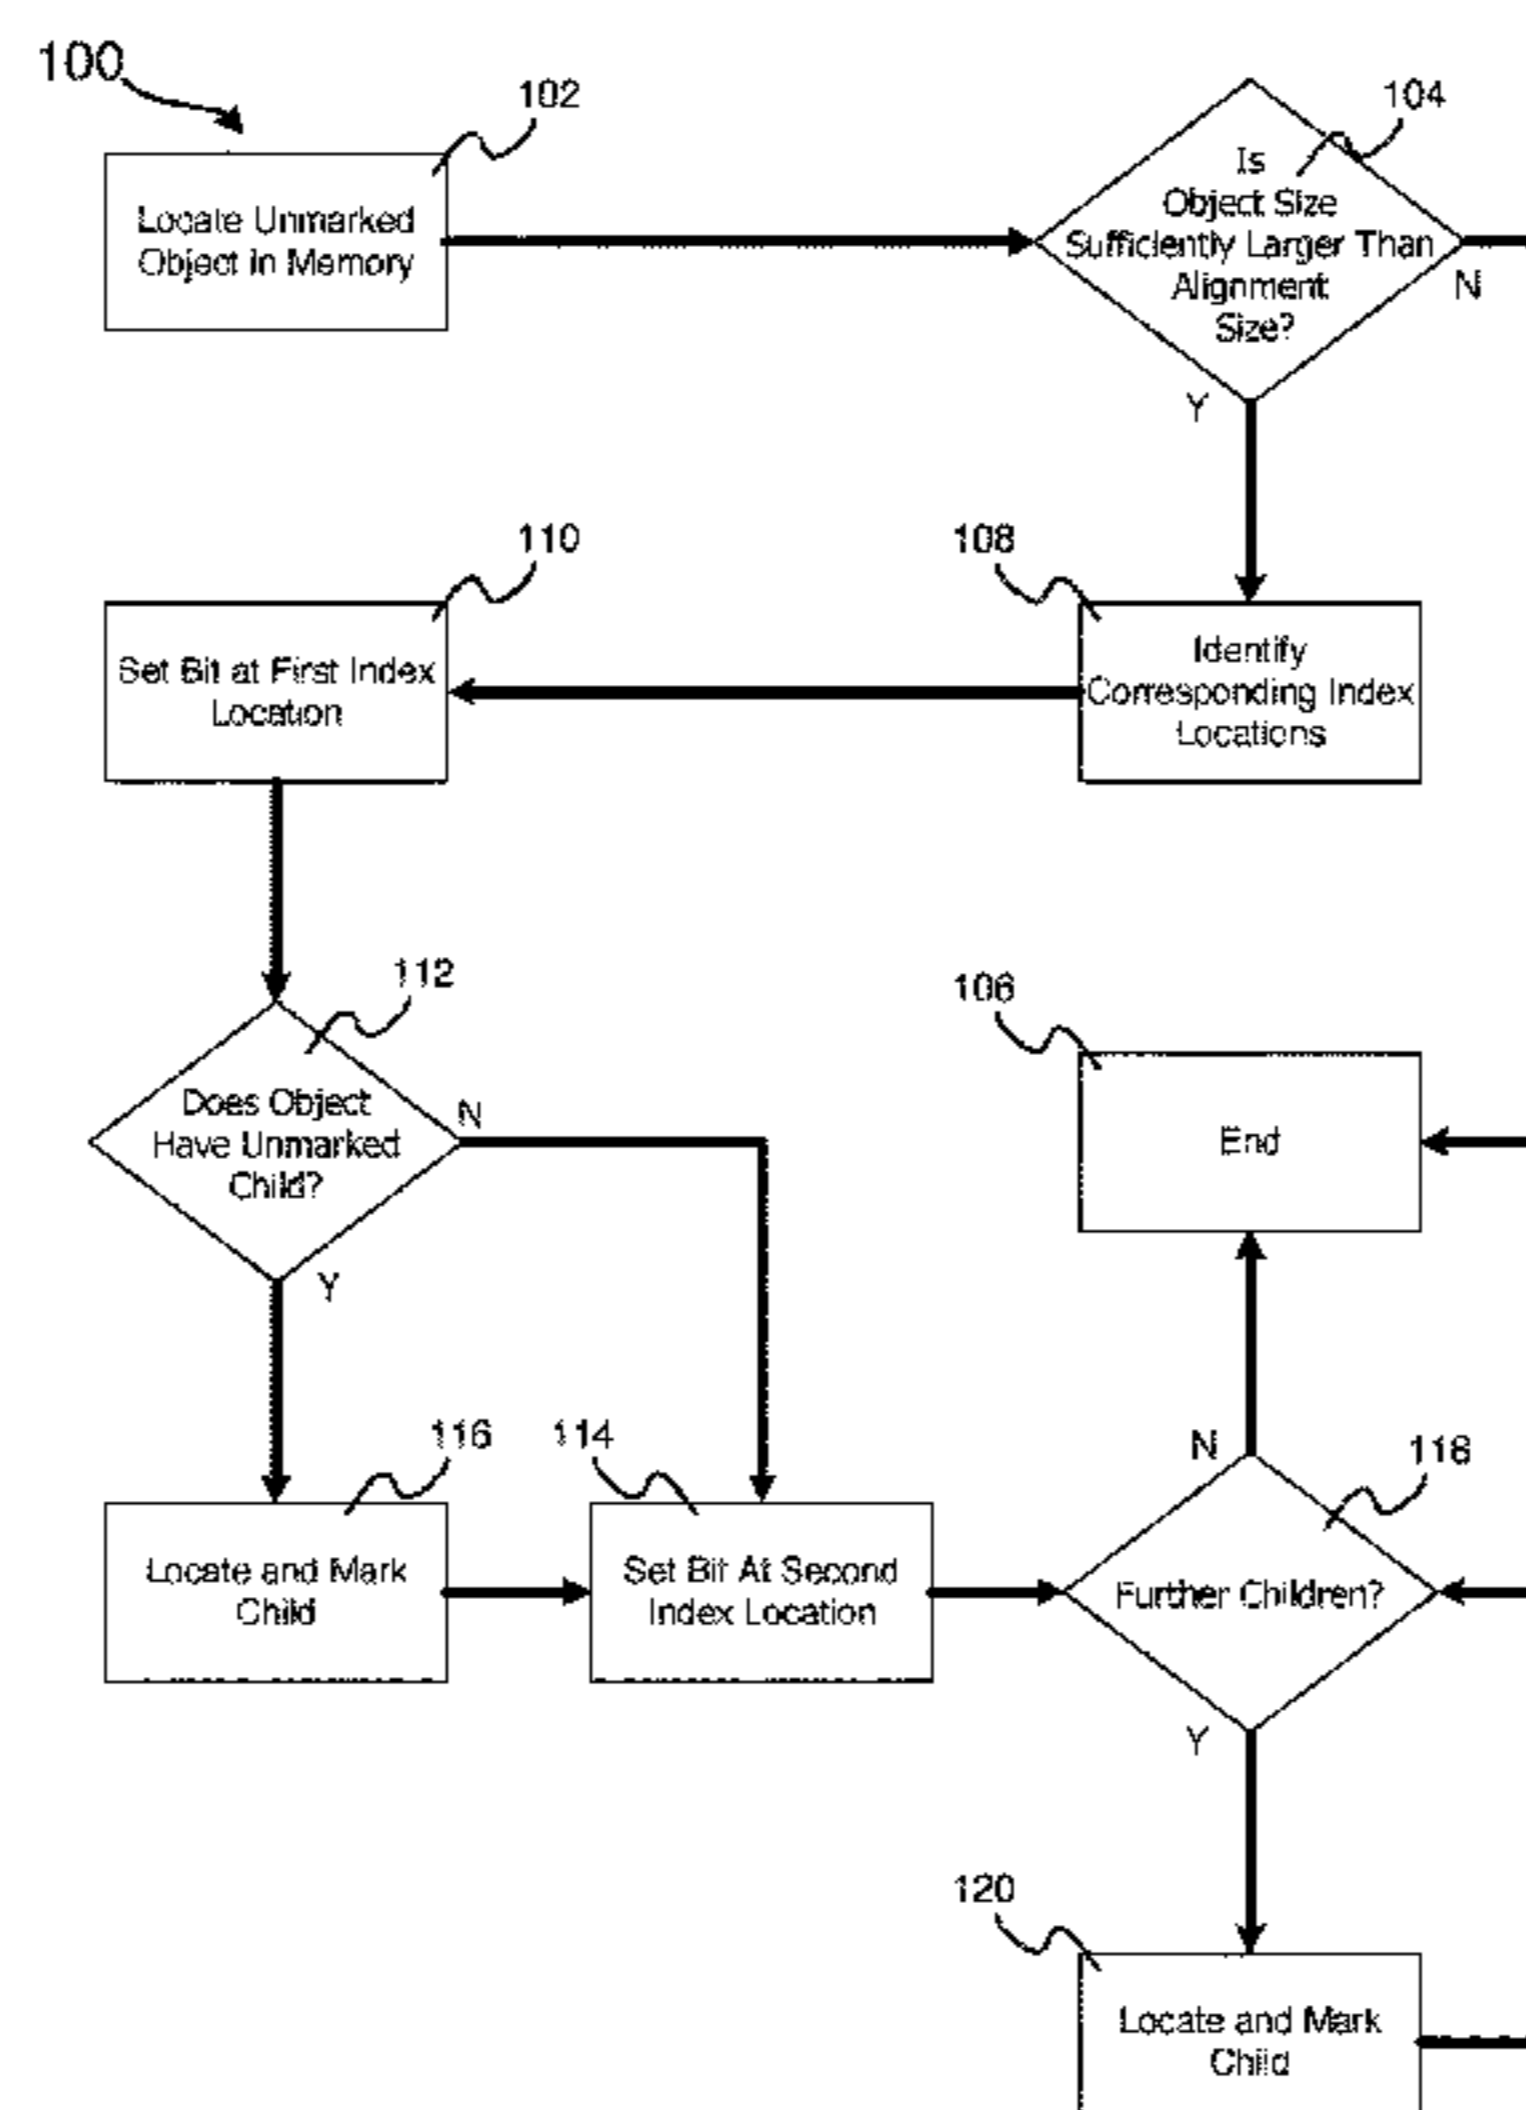 100
102
Locate Unmarked
Object in Memory
104
Is
Object Size
Sufficiently Larger Than
Alignment
Size?
N
Y
110
Set Bit at First Index
Location
108
Identify
Corresponding Index
Locations
112
Does Object
Have Unmarked
Child?
N
Y
106
End
116
Locate and Mark
Child
114
Set Bit At Second
Index Location
N
118
Further Children?
Y
120
Locate and Mark
Child